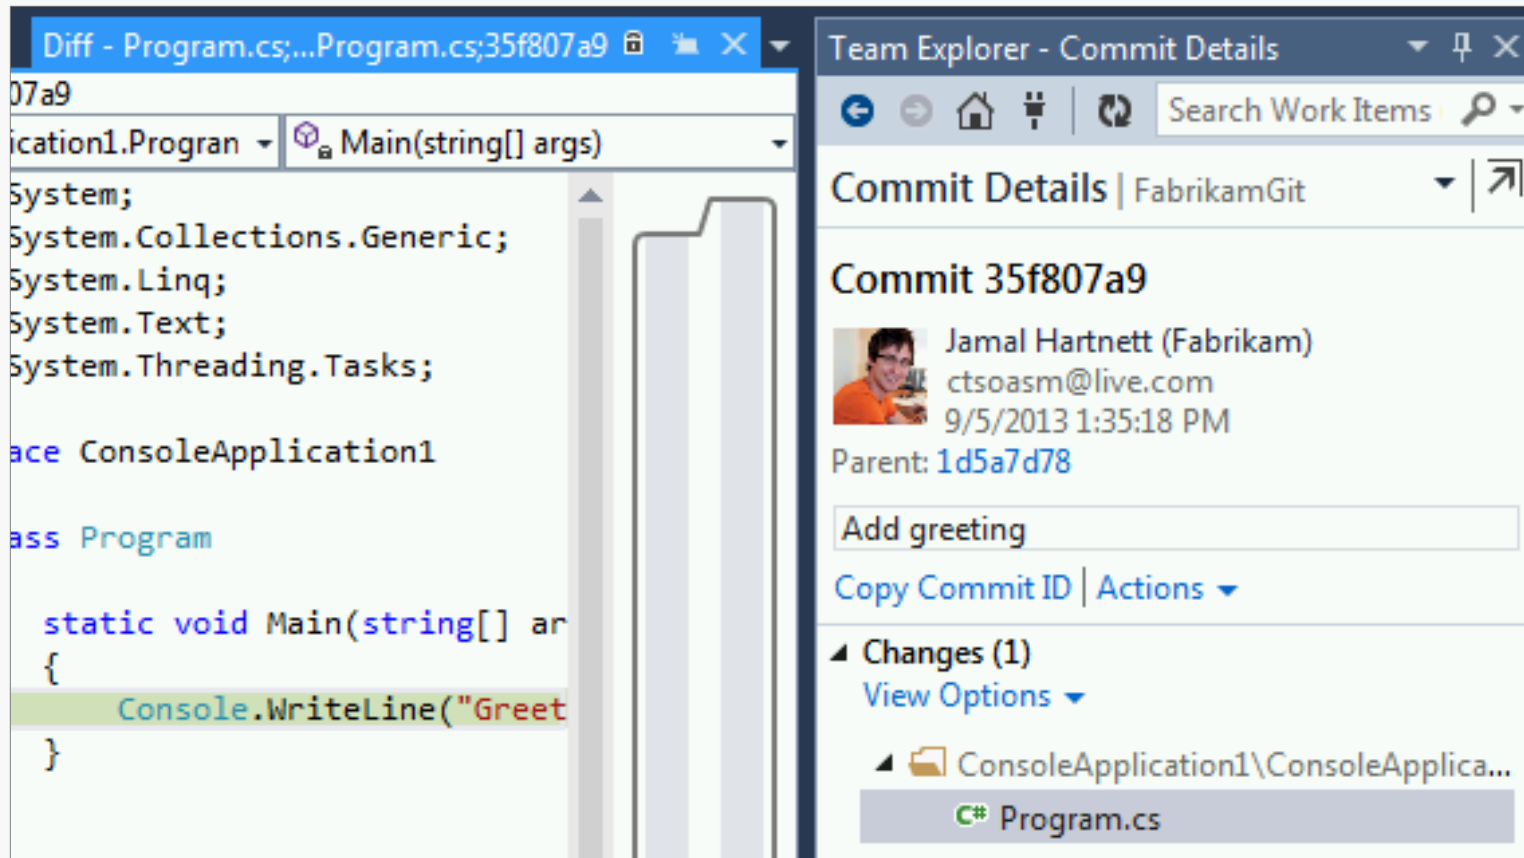 Diff - Program.cs;...Program.cs;35f807a9
07a9
ication1.Progran
Main(string[] args)
System;
System.Collections.Generic;
System.Linq;
System.Text;
System.Threading.Tasks;
ace ConsoleApplication1
ass Program
static void Main(string[] ar
{
Console.WriteLine("Greet
}
Team Explorer - Commit Details
Search Work Items
Commit Details | FabrikamGit
Commit 35f807a9
Jamal Hartnett (Fabrikam)
ctsoasm@live.com
9/5/2013 1:35:18 PM
Parent: 1d5a7d78
Add greeting
Copy Commit ID | Actions
Changes (1)
View Options
ConsoleApplication1\ConsoleApplica...
C# Program.cs